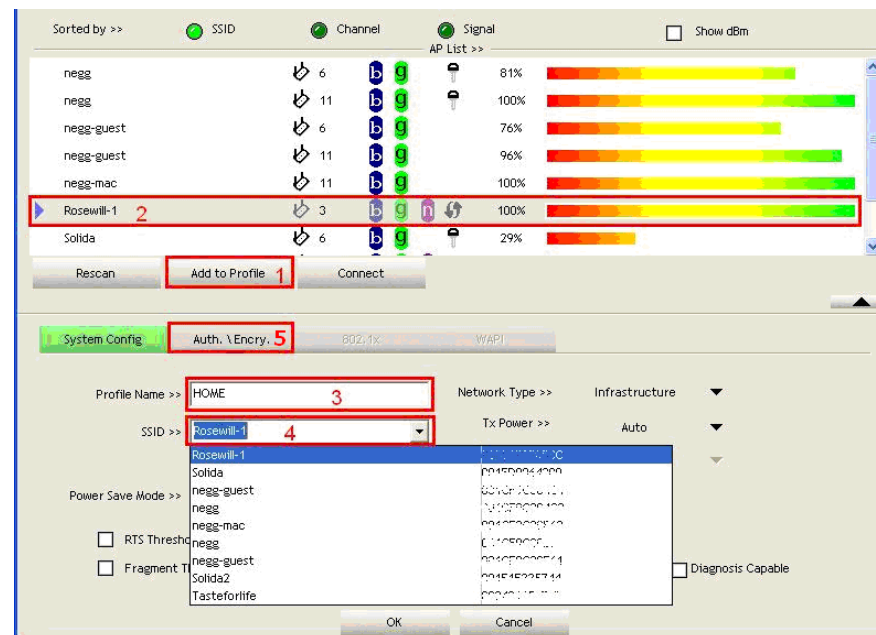 Sorted by >> SSID Channel Signal Show dBm
AP List >>
negg 6 b g 81%
negg 11 b g 100%
negg-guest 6 b g 76%
negg-guest 11 b g 96%
negg-mac 11 b g 100%
Rosewill-1 2 3 b g n 100%
Solida 6 b g 29%
Rescan Add to Profile 1 Connect
System Config Auth. \ Encry. 5 802.1x WAPI
Profile Name >> HOME 3 Network Type >> Infrastructure
SSID >> Rosewill-1 4 Tx Power >> Auto
Rosewill-1
Solida
negg-guest
Power Save Mode >> negg
negg-mac
RTS Thresho negg
Fragment T negg-guest Diagnosis Capable
Solida2
Tasteforlife
OK Cancel